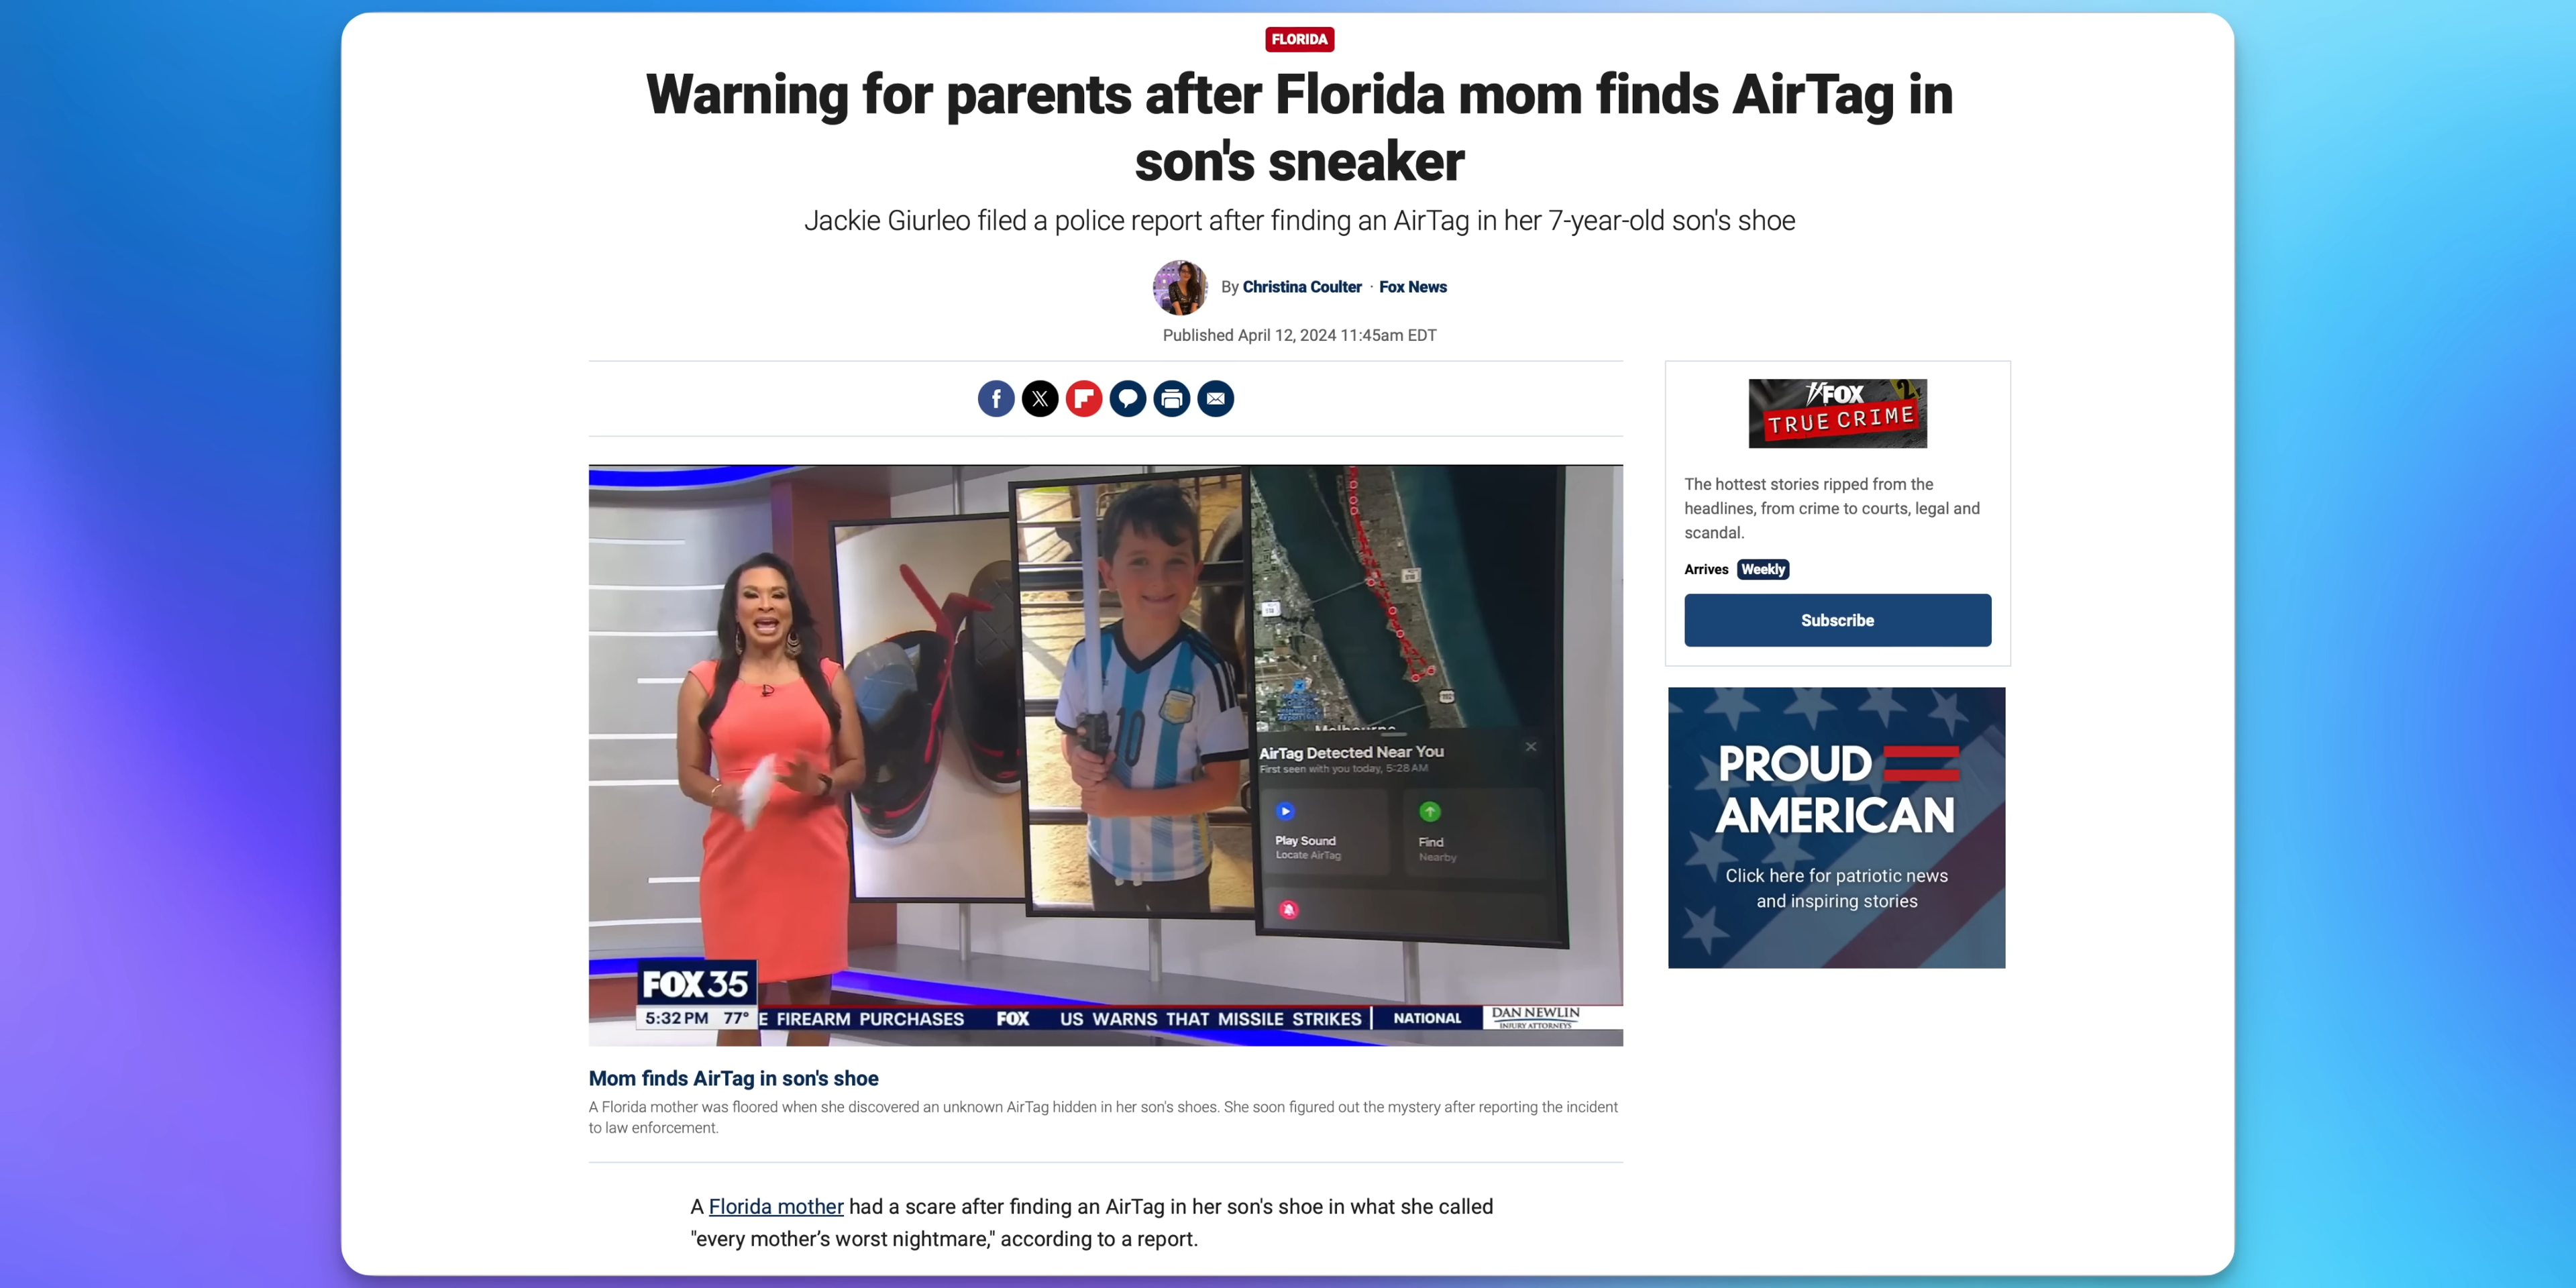 FLORIDA
Warning for parents after Florida mom finds AirTag in
son's sneaker
Jackie Giurleo filed a police report after finding an AirTag in her 7-year-old son's shoe
By Christina Coulter · Fox News
Published April 12, 2024 11:45am EDT
FOX
TRUE CRIME
The hottest stories ripped from the
headlines, from crime to courts, legal and
scandal.
Arrives Weekly
Subscribe
PROUD
AMERICAN
Click here for patriotic news
and inspiring stories
10
AirTag Detected Near You
First seen with you today, 5:28 AM
Play Sound
Locate AirTag
Find
Nearby
FOX 35
5:32 PM 77°
E FIREARM PURCHASES FOX US WARNS THAT MISSILE STRIKES
NATIONAL
DAN NEWLIN
INJURY ATTORNEYS
Mom finds AirTag in son's shoe
A Florida mother was floored when she discovered an unknown AirTag hidden in her son's shoes. She soon figured out the mystery after reporting the incident
to law enforcement.
A Florida mother had a scare after finding an AirTag in her son's shoe in what she called
"every mother’s worst nightmare," according to a report.